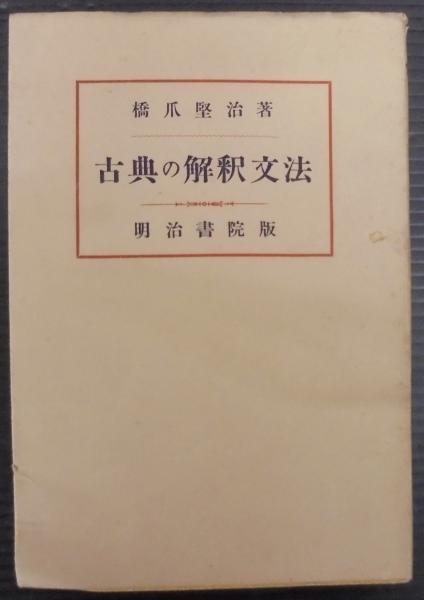 橋爪堅治著
古典の解釈文法
明治書院版